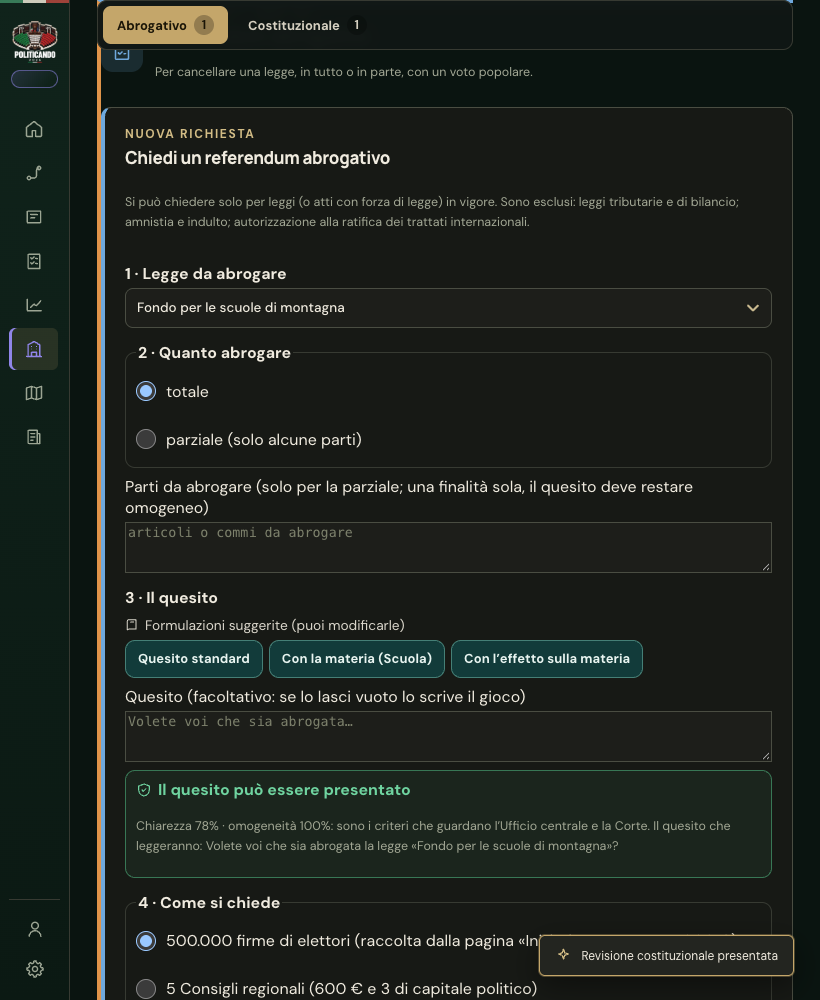 POLITICANDO
Abrogativo 1
Costituzionale 1
Per cancellare una legge, in tutto o in parte, con un voto popolare.
NUOVA RICHIESTA
Chiedi un referendum abrogativo
Si può chiedere solo per leggi (o atti con forza di legge) in vigore. Sono esclusi: leggi tributarie e di bilancio;
amnistia e indulto; autorizzazione alla ratifica dei trattati internazionali.
1 · Legge da abrogare
Fondo per le scuole di montagna
2 · Quanto abrogare
totale
parziale (solo alcune parti)
Parti da abrogare (solo per la parziale; una finalità sola, il quesito deve restare
omogeneo)
articoli o commi da abrogare
3 · Il quesito
Formulazioni suggerite (puoi modificarle)
Quesito standard
Con la materia (Scuola)
Con l’effetto sulla materia
Quesito (facoltativo: se lo lasci vuoto lo scrive il gioco)
Volete voi che sia abrogata…
Il quesito può essere presentato
Chiarezza 78% · omogeneità 100%: sono i criteri che guardano l’Ufficio centrale e la Corte. Il quesito che
leggeranno: Volete voi che sia abrogata la legge «Fondo per le scuole di montagna»?
4 · Come si chiede
500.000 firme di elettori (raccolta dalla pagina
Revisione costituzionale presentata
5 Consigli regionali (600 € e 3 di capitale politico)